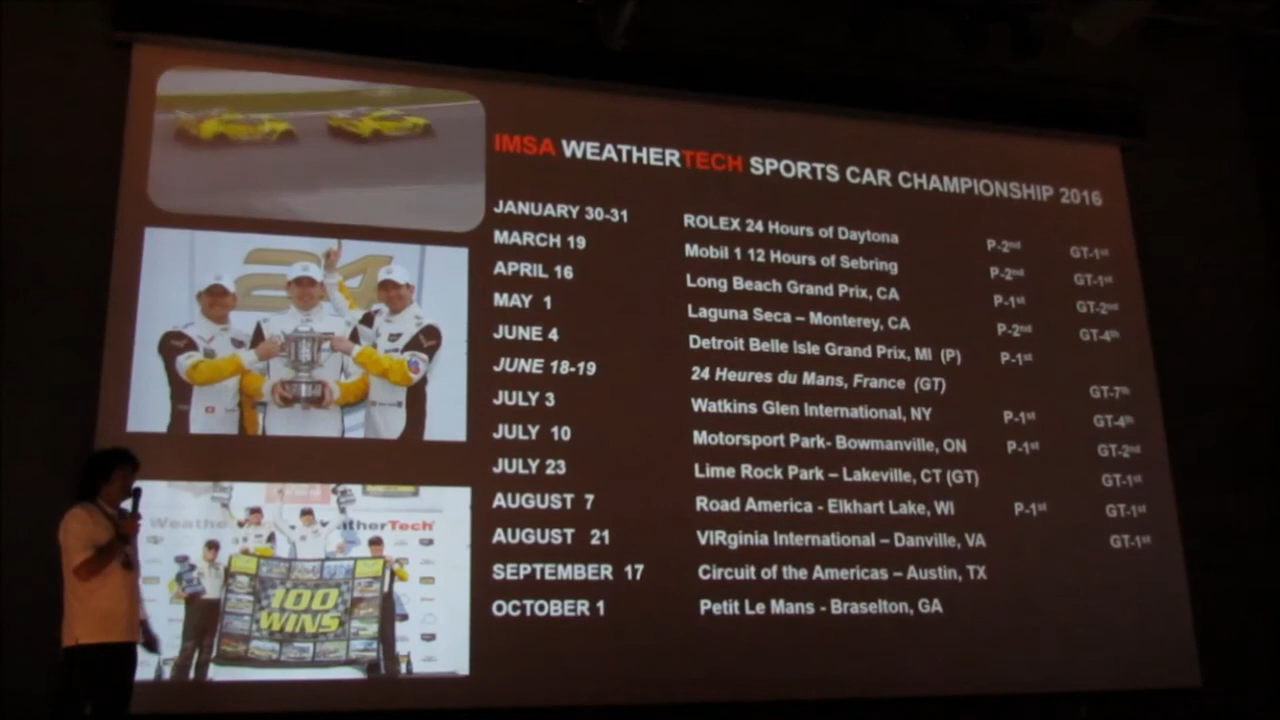 IMSA WEATHERTECH SPORTS CAR CHAMPIONSHIP 2016
JANUARY 30-31 ROLEX 24 Hours of Daytona P-2nd GT-1st
MARCH 19 Mobil 1 12 Hours of Sebring P-2nd GT-1st
APRIL 16 Long Beach Grand Prix, CA P-1st GT-2nd
MAY 1 Laguna Seca – Monterey, CA P-2nd GT-4th
JUNE 4 Detroit Belle Isle Grand Prix, MI (P) P-1st
JUNE 18-19 24 Heures du Mans, France (GT) GT-7th
JULY 3 Watkins Glen International, NY P-1st GT-4th
JULY 10 Motorsport Park- Bowmanville, ON P-1st GT-2nd
JULY 23 Lime Rock Park – Lakeville, CT (GT) GT-1st
AUGUST 7 Road America - Elkhart Lake, WI P-1st GT-1st
AUGUST 21 VIRginia International – Danville, VA GT-1st
SEPTEMBER 17 Circuit of the Americas – Austin, TX
OCTOBER 1 Petit Le Mans - Braselton, GA
24
Weathe atherTech
100
WINS